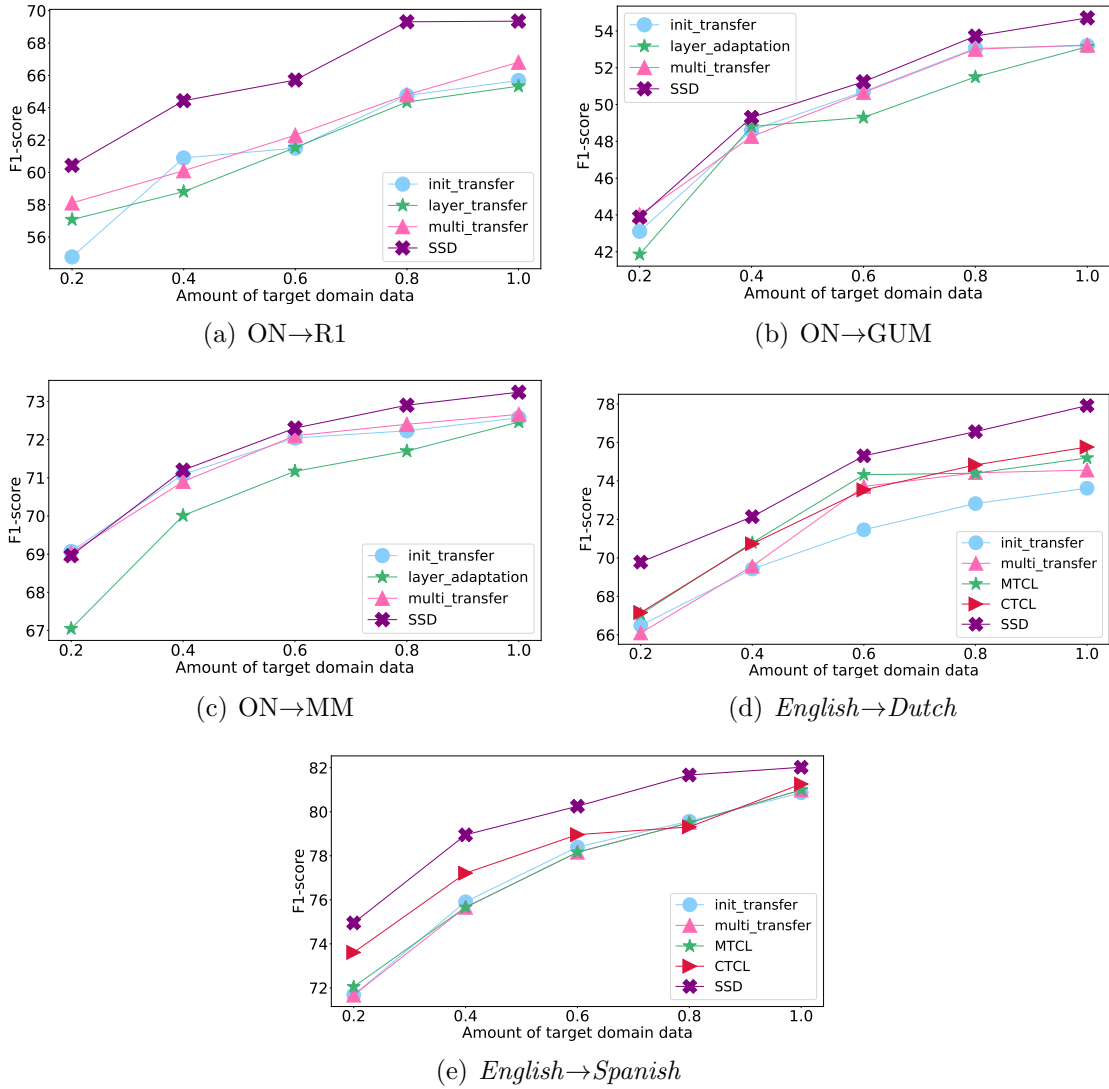 70
68
66
64
62
60
58
56
F1-score
0.2 0.4 0.6 0.8 1.0
Amount of target domain data
init_transfer
layer_transfer
multi_transfer
SSD
(a) ON→R1
54
52
50
48
46
44
42
F1-score
0.2 0.4 0.6 0.8 1.0
Amount of target domain data
init_transfer
layer_adaptation
multi_transfer
SSD
(b) ON→GUM
73
72
71
70
69
68
67
F1-score
0.2 0.4 0.6 0.8 1.0
Amount of target domain data
init_transfer
layer_adaptation
multi_transfer
SSD
(c) ON→MM
78
76
74
72
70
68
66
F1-score
0.2 0.4 0.6 0.8 1.0
Amount of target domain data
init_transfer
multi_transfer
MTCL
CTCL
SSD
(d) English→Dutch
82
80
78
76
74
72
F1-score
0.2 0.4 0.6 0.8 1.0
Amount of target domain data
init_transfer
multi_transfer
MTCL
CTCL
SSD
(e) English→Spanish